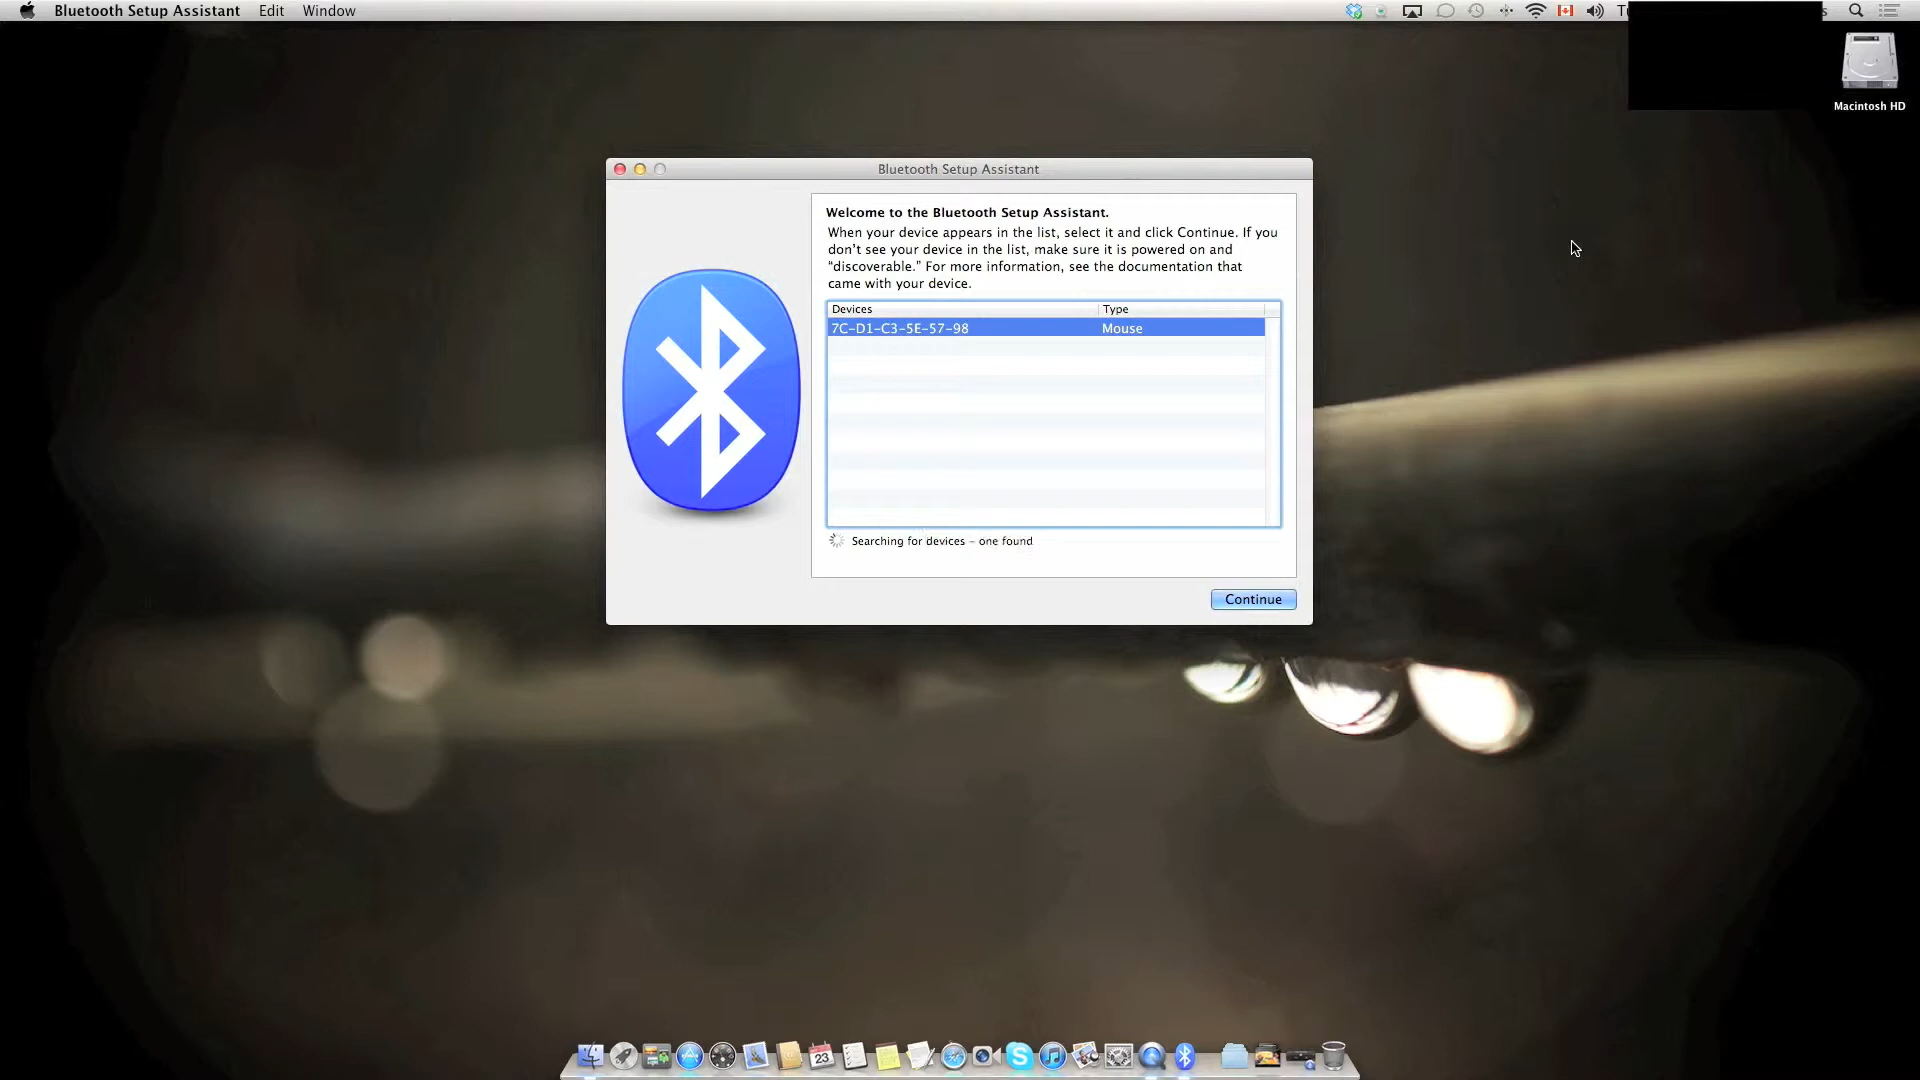 Bluetooth Setup Assistant Edit Window
Macintosh HD
Bluetooth Setup Assistant
Welcome to the Bluetooth Setup Assistant.
When your device appears in the list, select it and click Continue. If you
don't see your device in the list, make sure it is powered on and
“discoverable.” For more information, see the documentation that
came with your device.
Devices Type
7C-D1-C3-5E-57-98 Mouse
Searching for devices – one found
Continue
23